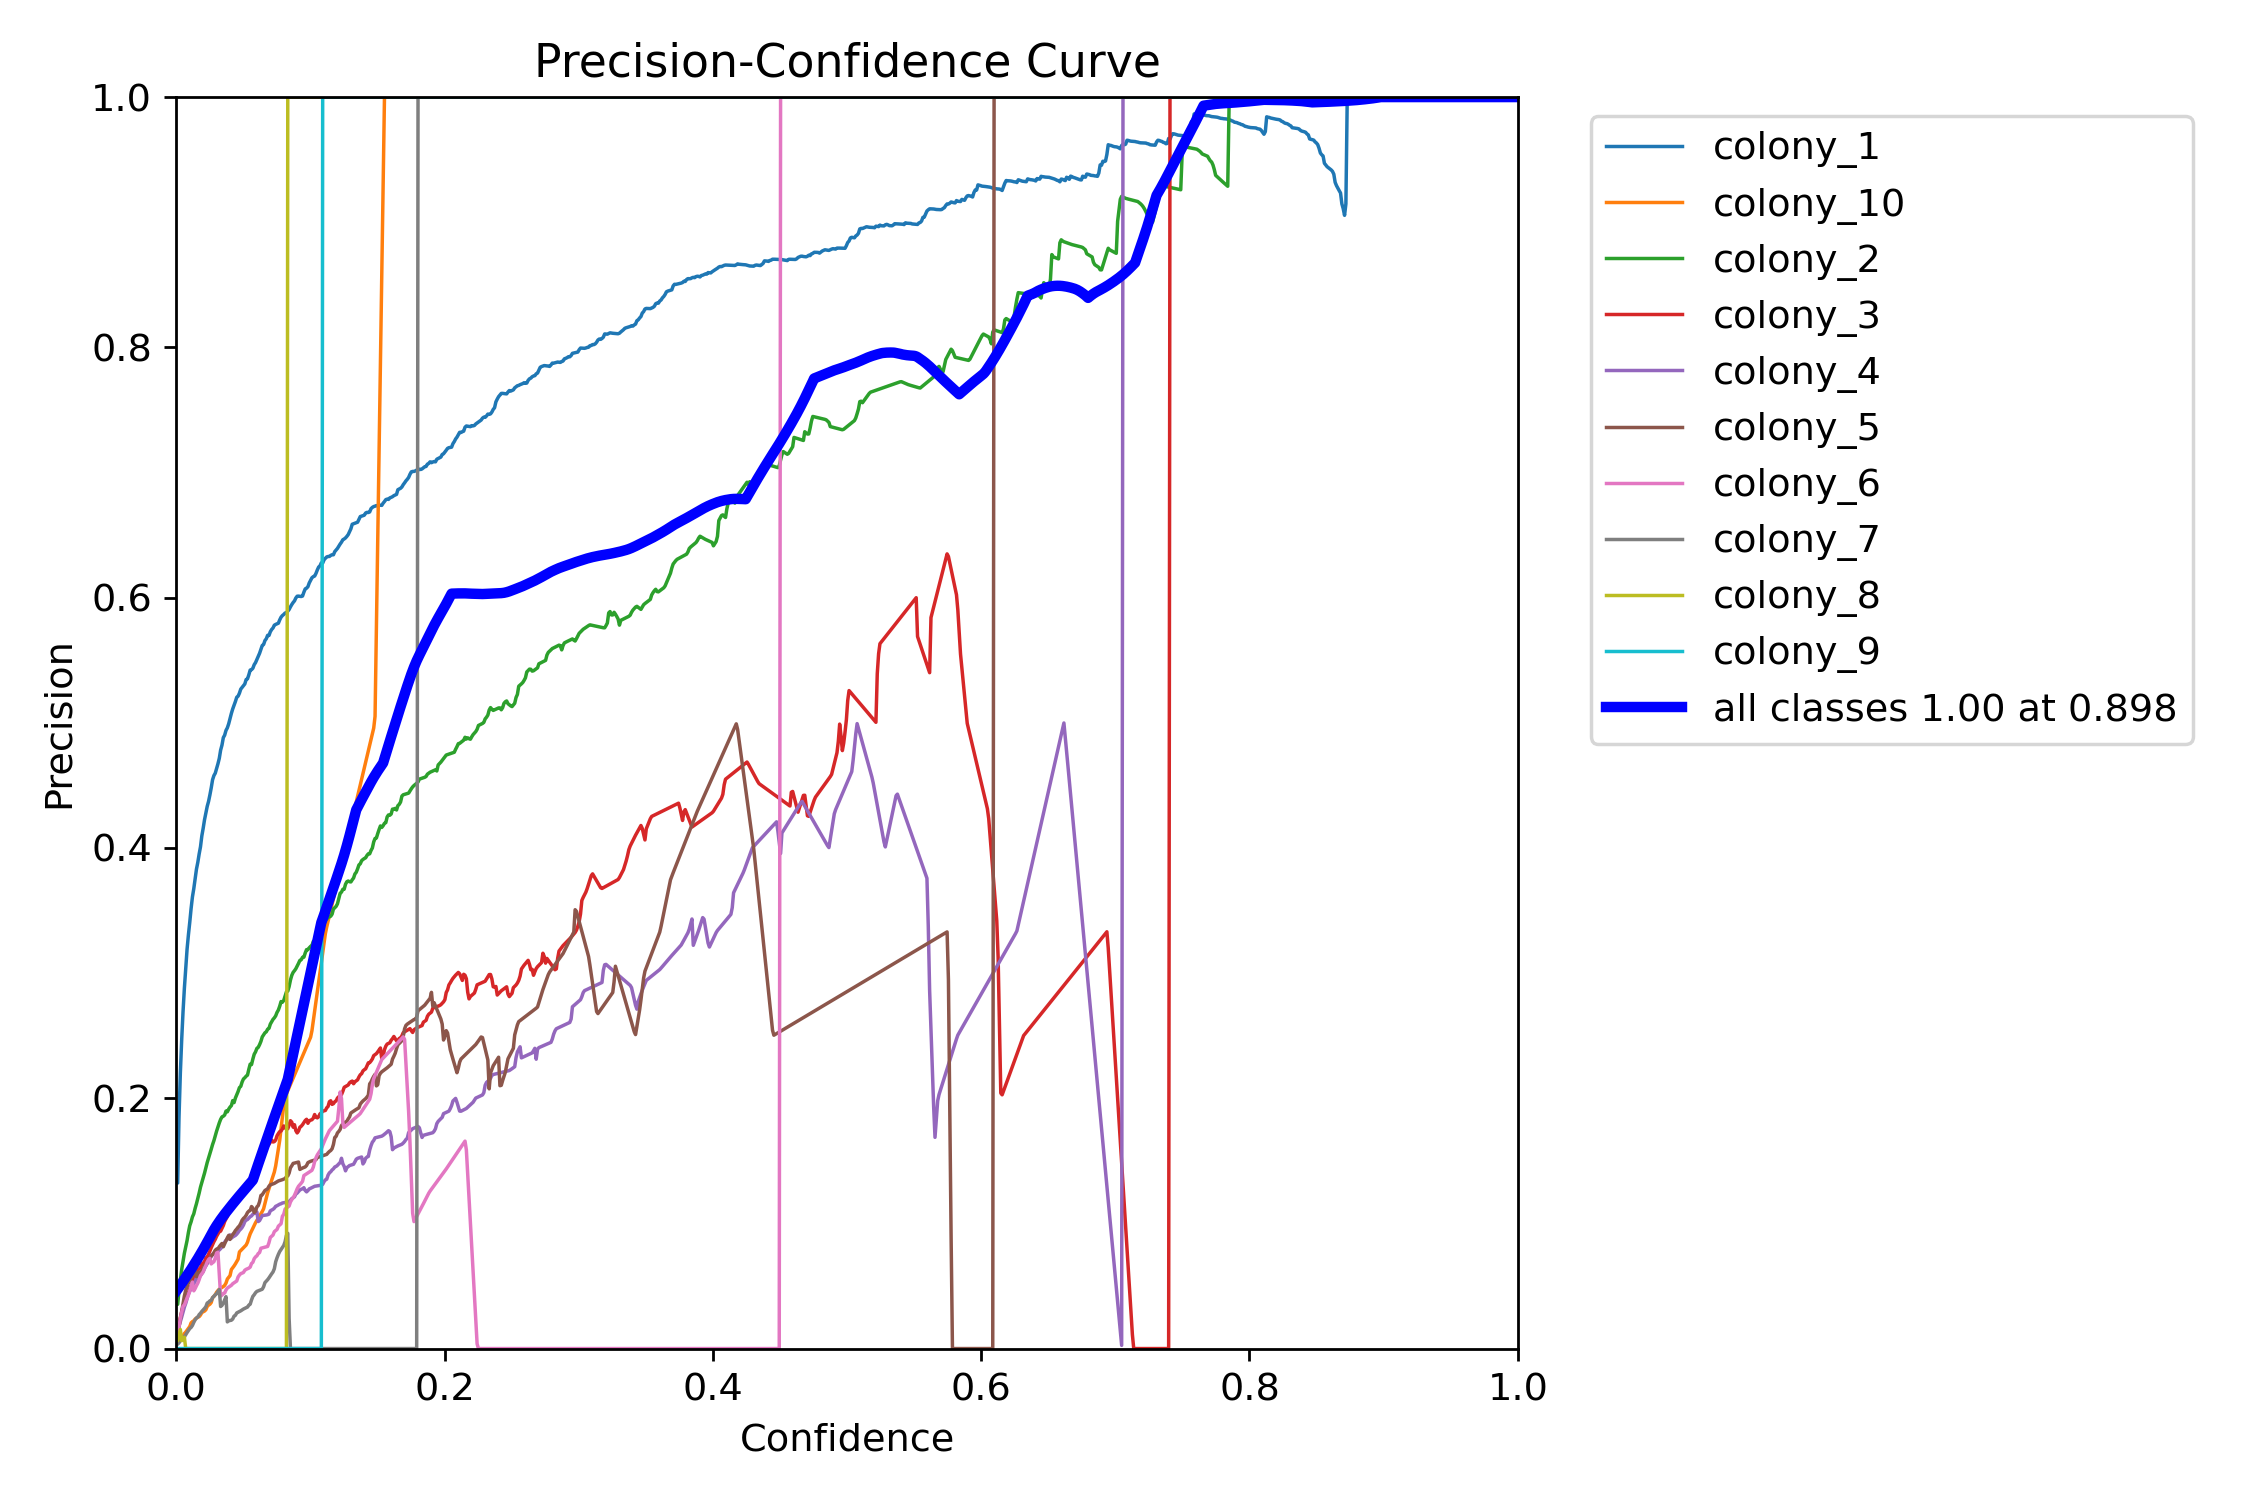 Precision-Confidence Curve
1.0
0.8
0.6
0.4
0.2
0.0
Precision
0.0 0.2 0.4 0.6 0.8 1.0
Confidence
colony_1
colony_10
colony_2
colony_3
colony_4
colony_5
colony_6
colony_7
colony_8
colony_9
all classes 1.00 at 0.898